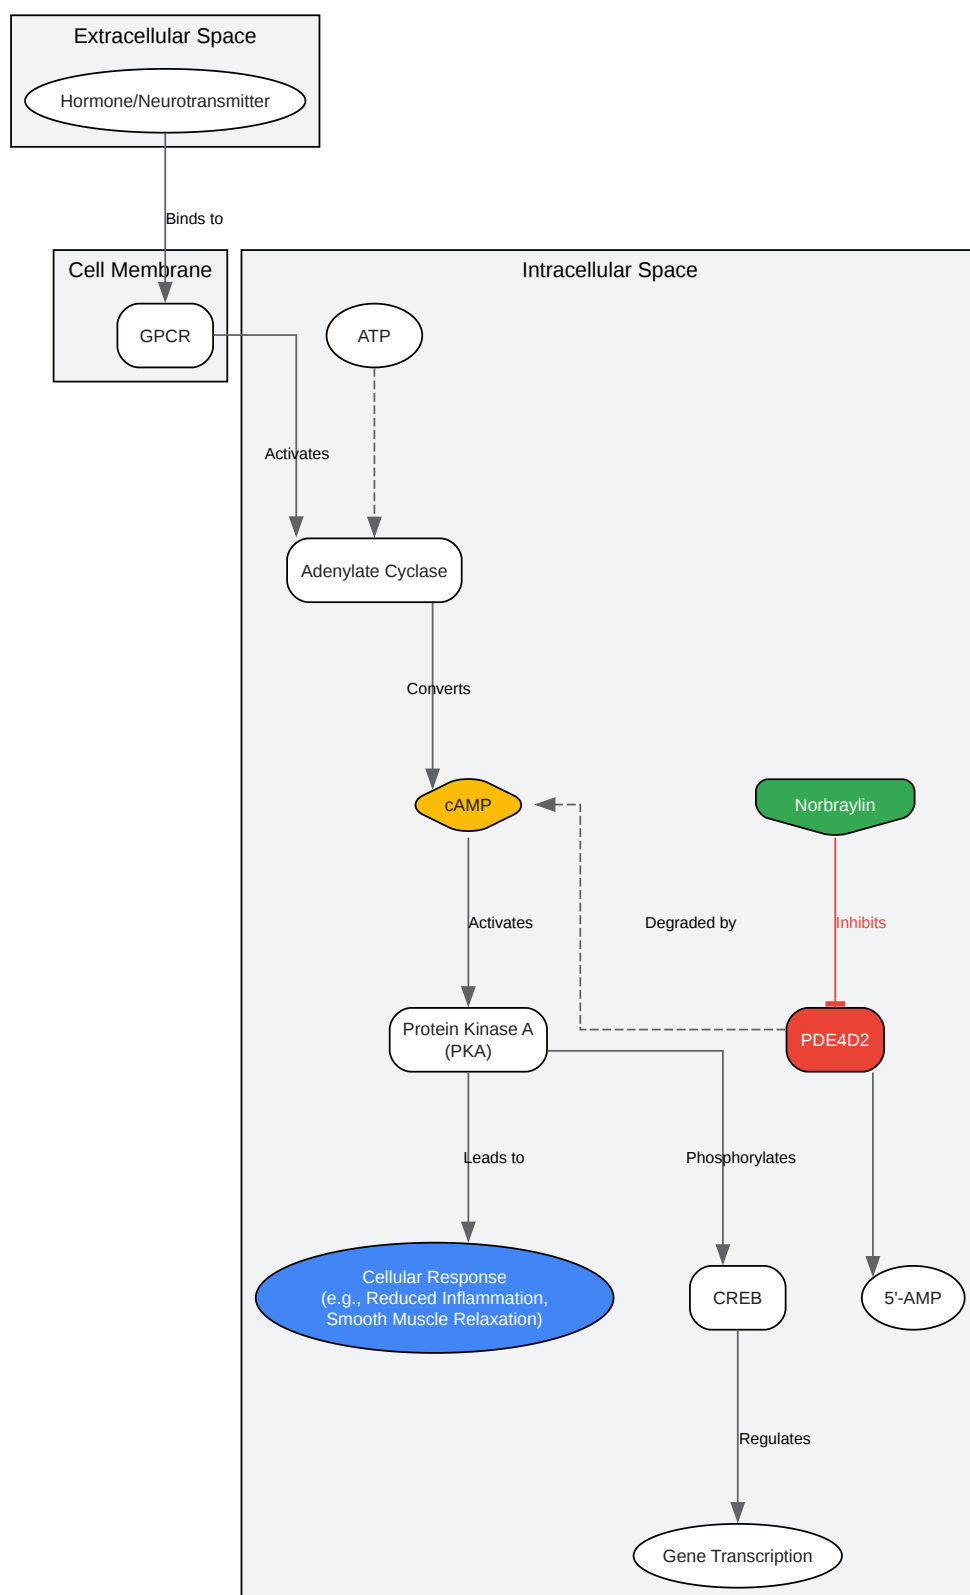 Extracellular Space
Hormone/Neurotransmitter
Binds to
Cell Membrane
Intracellular Space
GPCR
ATP
Activates
Adenylate Cyclase
Converts
cAMP
Norbraylin
Activates
Degraded by
Inhibits
Protein Kinase A
(PKA)
PDE4D2
Leads to
Phosphorylates
Cellular Response
(e.g., Reduced Inflammation,
Smooth Muscle Relaxation)
CREB
5'-AMP
Regulates
Gene Transcription